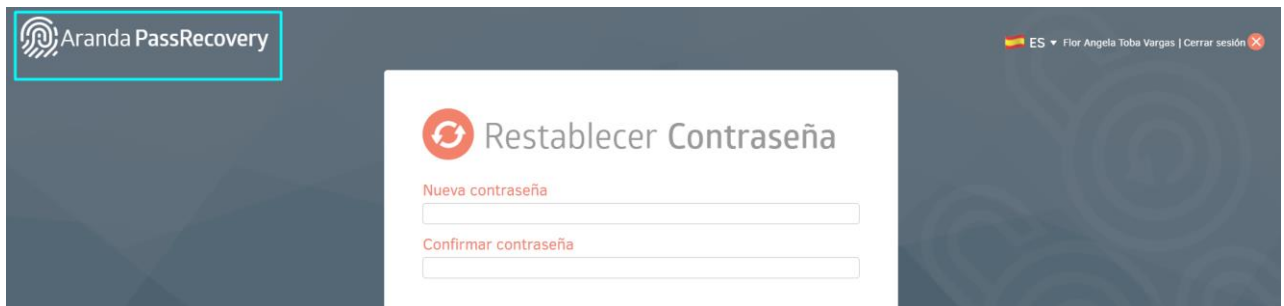 Aranda PassRecovery
ES Flor Angela Toba Vargas | Cerrar sesión
Restablecer Contraseña
Nueva contraseña
Confirmar contraseña